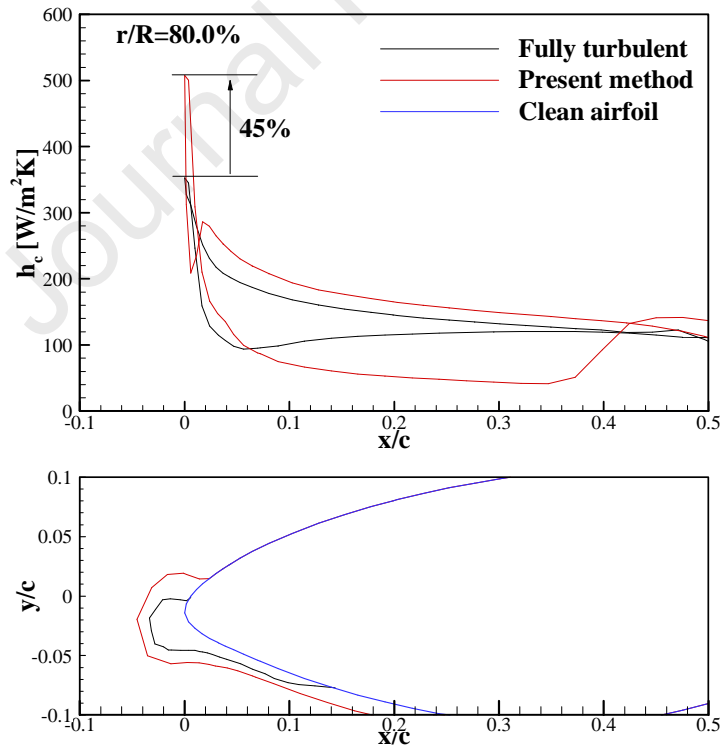 Journal
r/R=80.0%
Fully turbulent
Present method
Clean airfoil
45%
h_c [W/m²K]
600
500
400
300
200
100
0
-0.1 0 0.1 0.2 0.3 0.4 0.5
x/c
y/c
0.1
0.05
0
-0.05
-0.1
-0.1 0 0.1 0.2 0.3 0.4 0.5
x/c